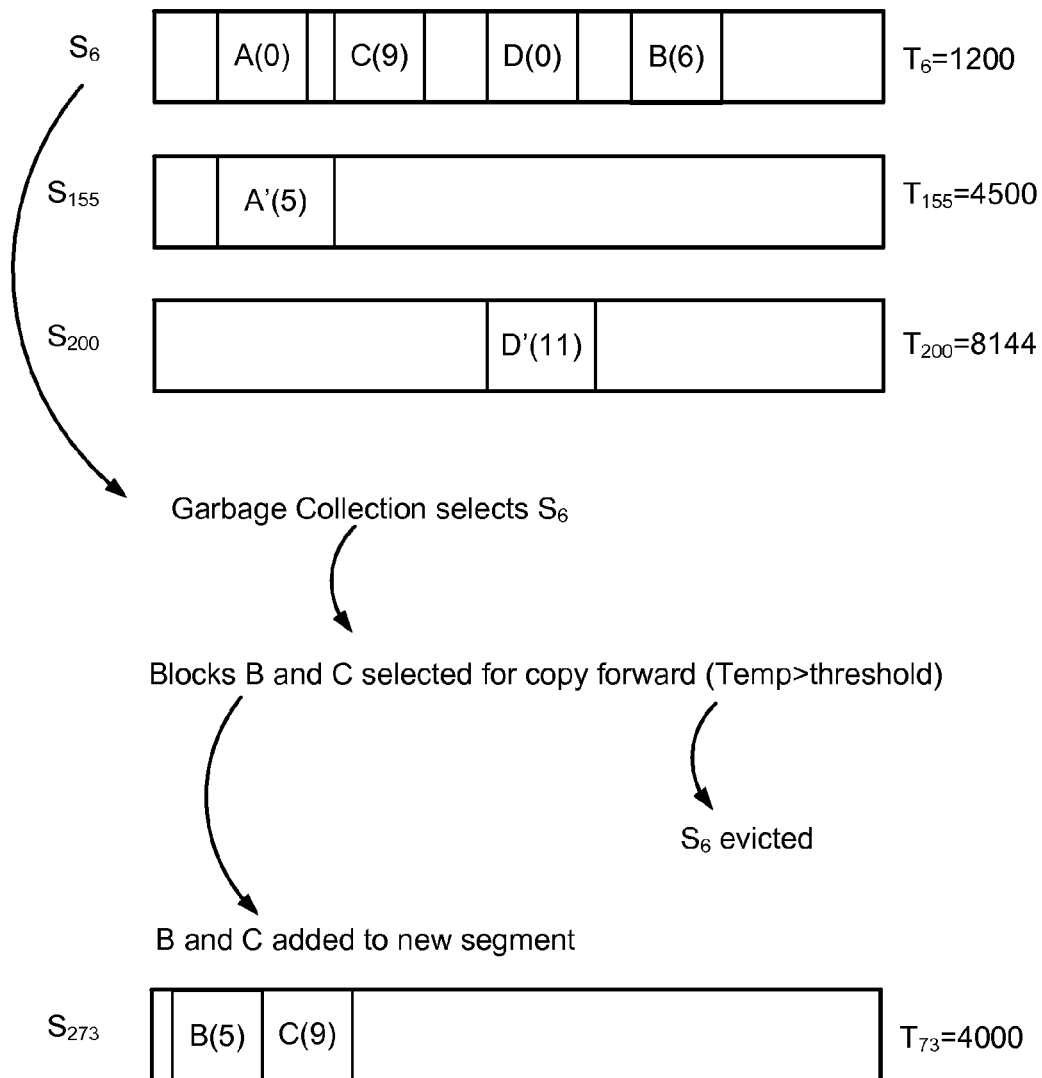 S₆ A(0) C(9) D(0) B(6) T₆=1200
S₁₅₅ A’(5) T₁₅₅=4500
S₂₀₀ D’(11) T₂₀₀=8144
Garbage Collection selects S₆
Blocks B and C selected for copy forward (Temp>threshold)
S₆ evicted
B and C added to new segment
S₂₇₃ B(5) C(9) T₇₃=4000